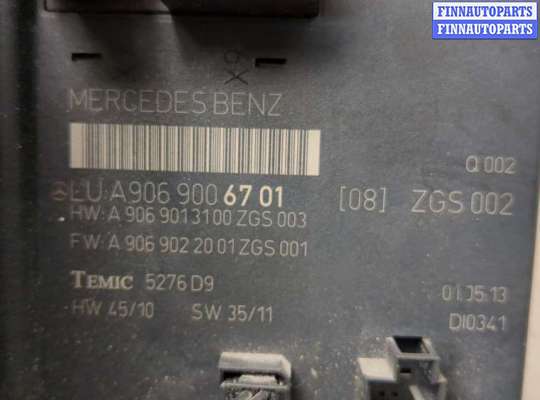 FINNAUTOPARTS
FINNAUTOPARTS
MERCEDES BENZ
Q 002
LU: A 906 900 67 01 [08] ZGS 002
HW: A 906 901 31 00 ZGS 003
FW: A 906 902 20 01 ZGS 001
TEMIC 5276 D9
01.05.13
HW 45/10 SW 35/11
DI0341